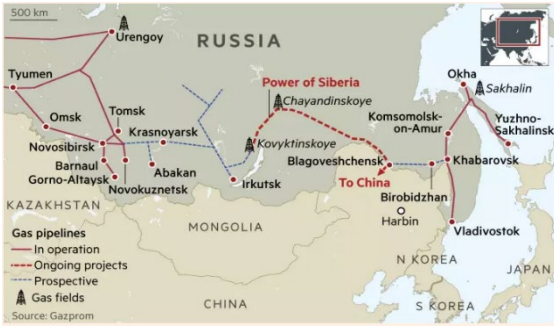 500 km
Urengoy
RUSSIA
Tyumen
Power of Siberia
Okha
Chayandinskoye
Sakhalin
Omsk
Tomsk
Krasnoyarsk
Komsomolsk-
on-Amur
Yuzhno-
Sakhalinsk
Novosibirsk
Kovyktinskoye
Blagoveshchensk
Khabarovsk
Barnaul
Gorno-Altaysk
Abakan
Novokuznetsk
Irkutsk
To China
Birobidzhan
KAZAKHSTAN
Harbin
MONGOLIA
Vladivostok
Gas pipelines
In operation
Ongoing projects
Prospective
Gas fields
Source: Gazprom
N KOREA
JAPAN
CHINA
S KOREA